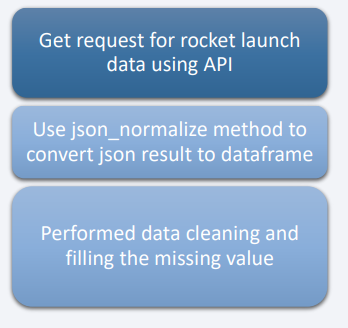 Get request for rocket launch
data using API
Use json_normalize method to
convert json result to dataframe
Performed data cleaning and
filling the missing value